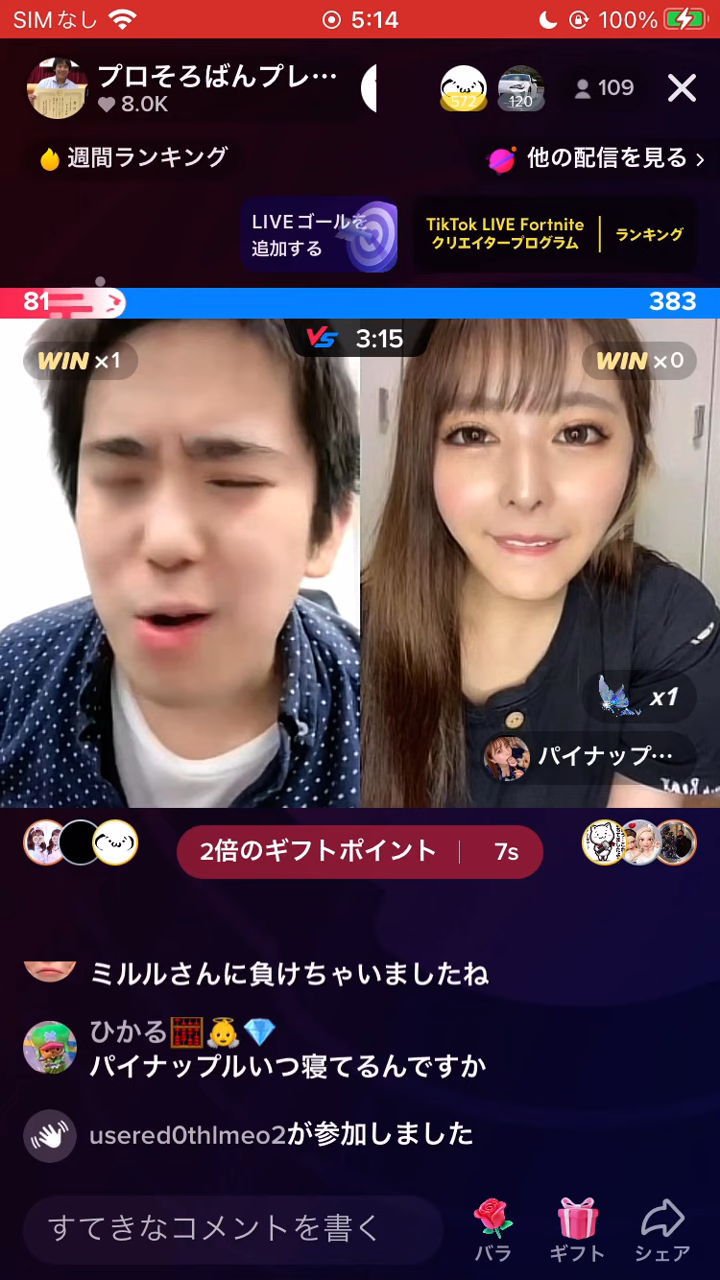 SIMなし 5:14 100%
プロそろばんプレ…
8.0K
572 120 109
週間ランキング 他の配信を見る
LIVEゴールを
追加する
TikTok LIVE Fortnite
クリエイタープログラム
ランキング
81 383
VS 3:15
WIN x1 WIN x0
x1
パイナップ…
2倍のギフトポイント 7s
ミルルさんに負けちゃいましたね
ひかる🧮👼💎
パイナップルいつ寝てるんですか
usered0thlmeo2が参加しました
すてきなコメントを書く
バラ ギフト シェア